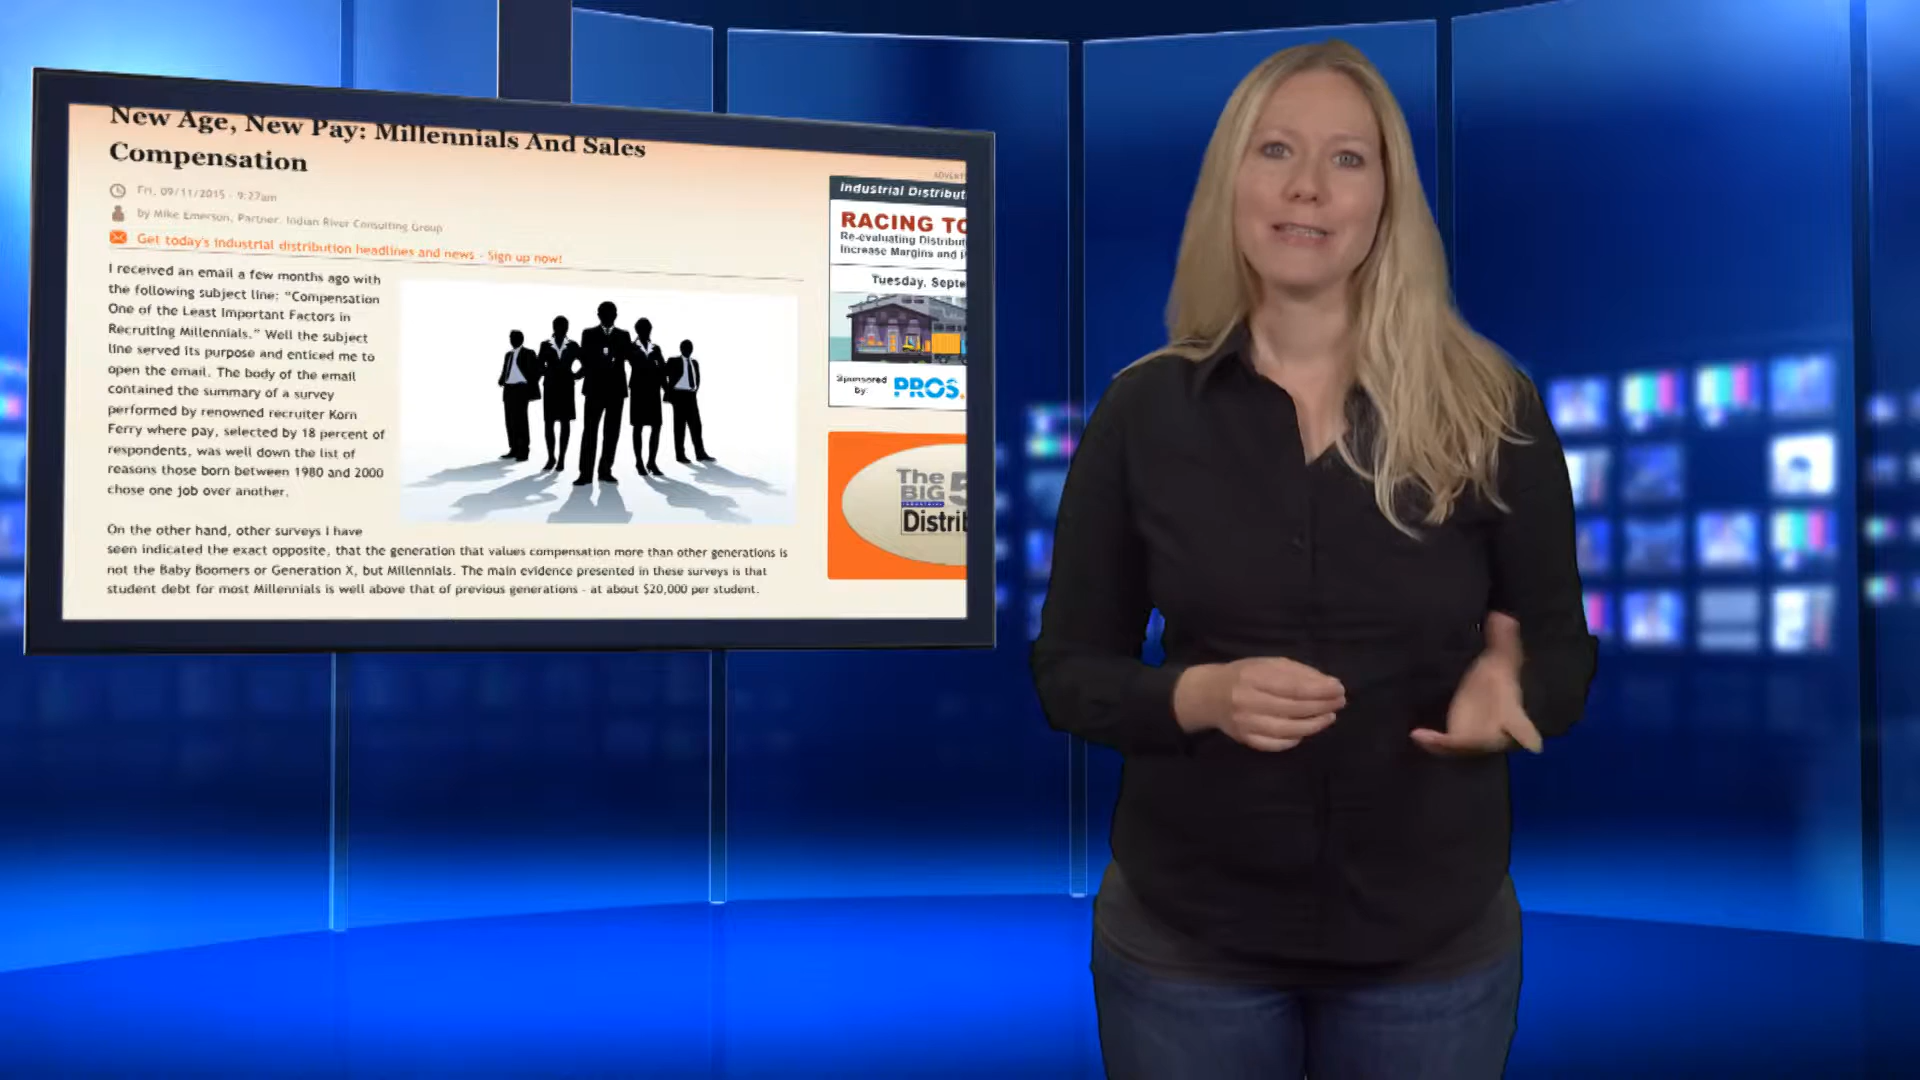 New Age, New Pay: Millennials And Sales
Compensation
Fri, 09/11/2015 - 9:27am
by Mike Emerson, Partner, Indian River Consulting Group
Get today's industrial distribution headlines and news - Sign up now!
I received an email a few months ago with
the following subject line: “Compensation
One of the Least Important Factors in
Recruiting Millennials.” Well the subject
line served its purpose and enticed me to
open the email. The body of the email
contained the summary of a survey
performed by renowned recruiter Korn
Ferry where pay, selected by 18 percent of
respondents, was well down the list of
reasons those born between 1980 and 2000
chose one job over another.
On the other hand, other surveys I have
seen indicated the exact opposite, that the generation that values compensation more than other generations is
not the Baby Boomers or Generation X, but Millennials. The main evidence presented in these surveys is that
student debt for most Millennials is well above that of previous generations - at about $20,000 per student.
ADVERT
Industrial Distribut
RACING TO
Re-evaluating Distribut
Increase Margins and
Tuesday, Septe
Sponsored
by:
PROS.
The
BIG 5
INDUSTRIAL
Distrib